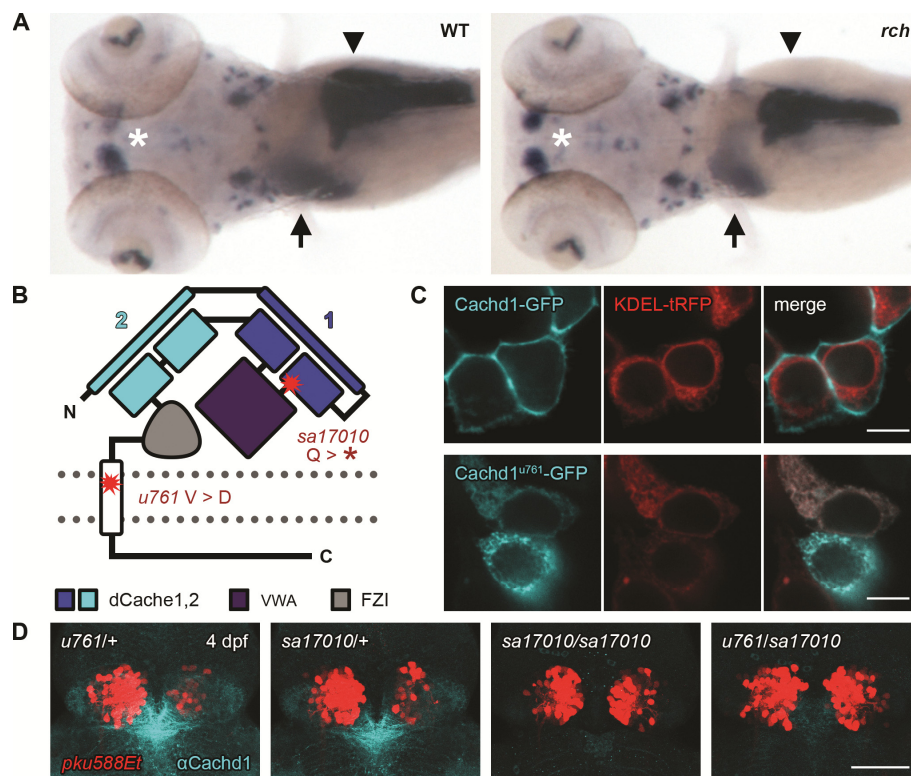 A
WT
rch
*
*
B
2
1
N
sa17010
Q > *
u761 V > D
C
dCache1,2
VWA
FZI
C
Cachd1-GFP
KDEL-tRFP
merge
Cachd1u761-GFP
D
u761/+
4 dpf
sa17010/+
sa17010/sa17010
u761/sa17010
pku588Et
αCachd1